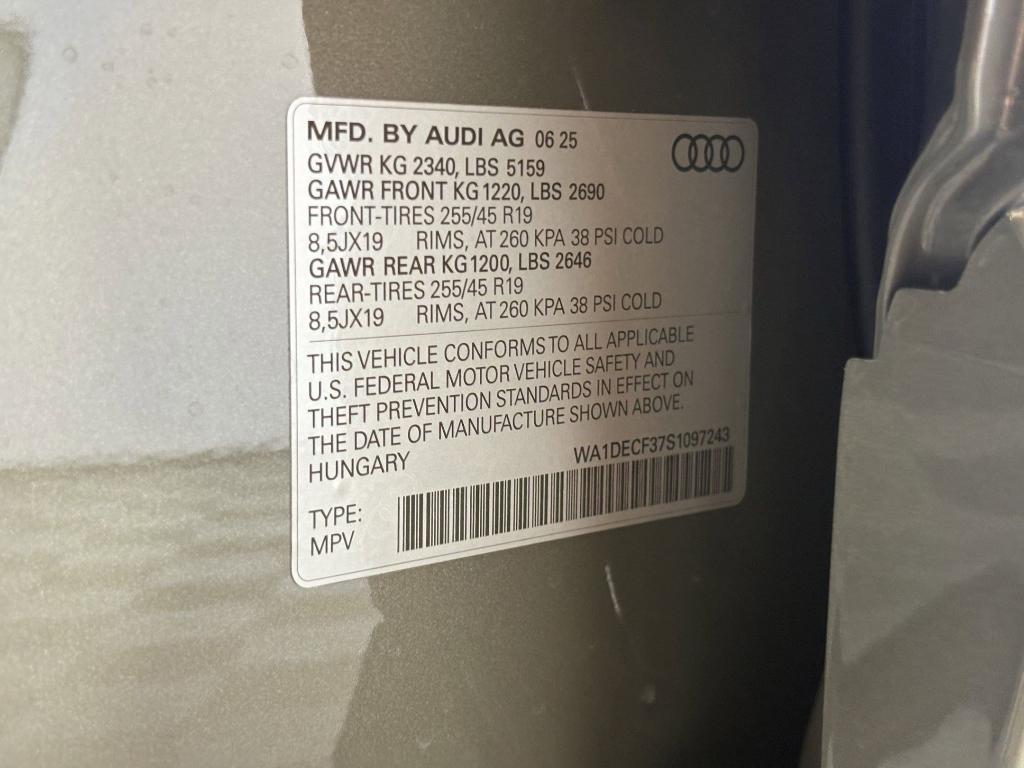 MFD. BY AUDI AG 06 25
GVWR KG 2340, LBS 5159
GAWR FRONT KG 1220, LBS 2690
FRONT-TIRES 255/45 R19
8,5JX19 RIMS, AT 260 KPA 38 PSI COLD
GAWR REAR KG 1200, LBS 2646
REAR-TIRES 255/45 R19
8,5JX19 RIMS, AT 260 KPA 38 PSI COLD
THIS VEHICLE CONFORMS TO ALL APPLICABLE
U.S. FEDERAL MOTOR VEHICLE SAFETY AND
THEFT PREVENTION STANDARDS IN EFFECT ON
THE DATE OF MANUFACTURE SHOWN ABOVE.
HUNGARY WA1DECF37S1097243
TYPE:
MPV